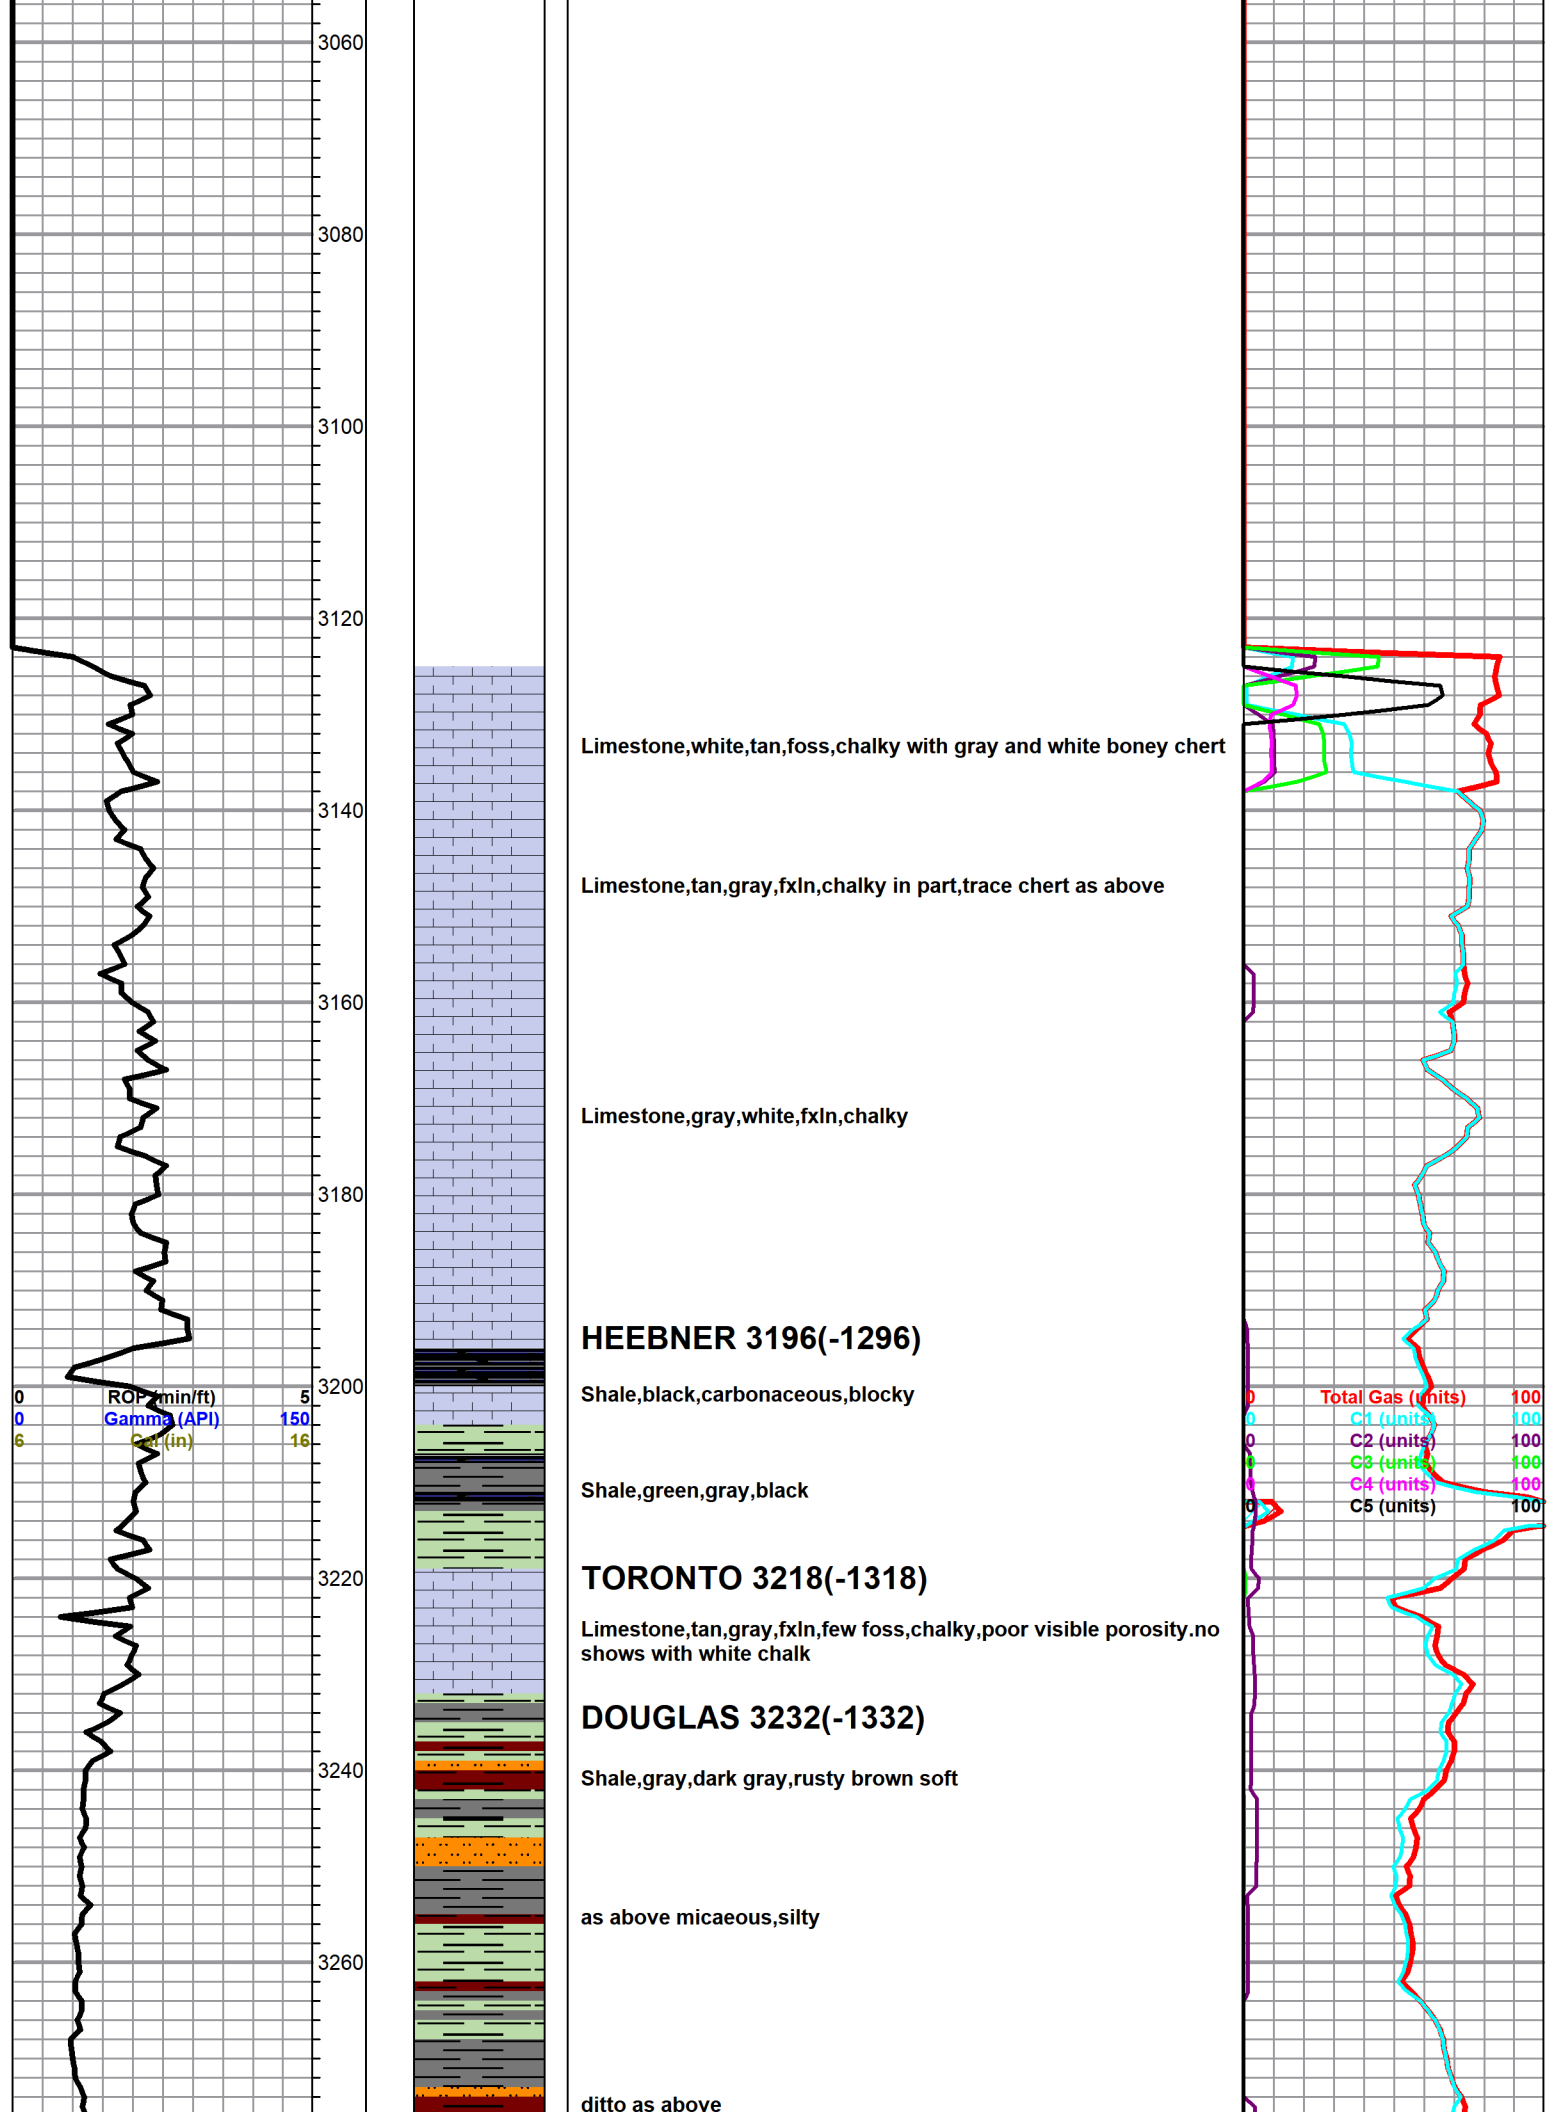 3060
3080
3100
3120
Limestone,white,tan,foss,chalky with gray and white boney chert
3140
Limestone,tan,gray,fxln,chalky in part,trace chert as above
3160
Limestone,gray,white,fxln,chalky
3180
HEEBNER 3196(-1296)
3200
Shale,black,carbonaceous,blocky
0 ROP (min/ft) 5
0 Gamma (API) 150
6 Cal (in) 16
0 Total Gas (units) 100
0 C1 (units) 100
0 C2 (units) 100
0 C3 (units) 100
0 C4 (units) 100
0 C5 (units) 100
Shale,green,gray,black
TORONTO 3218(-1318)
3220
Limestone,tan,gray,fxln,few foss,chalky,poor visible porosity.no
shows with white chalk
DOUGLAS 3232(-1332)
3240
Shale,gray,dark gray,rusty brown soft
as above micaeous,silty
3260
ditto as above